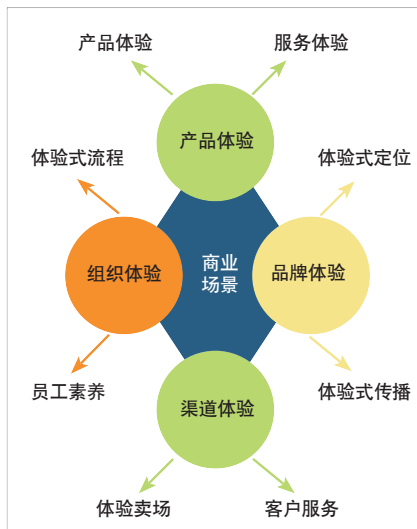 产品体验
服务体验
产品体验
体验式流程
体验式定位
组织体验
商业
场景
品牌体验
员工素养
体验式传播
渠道体验
体验卖场
客户服务